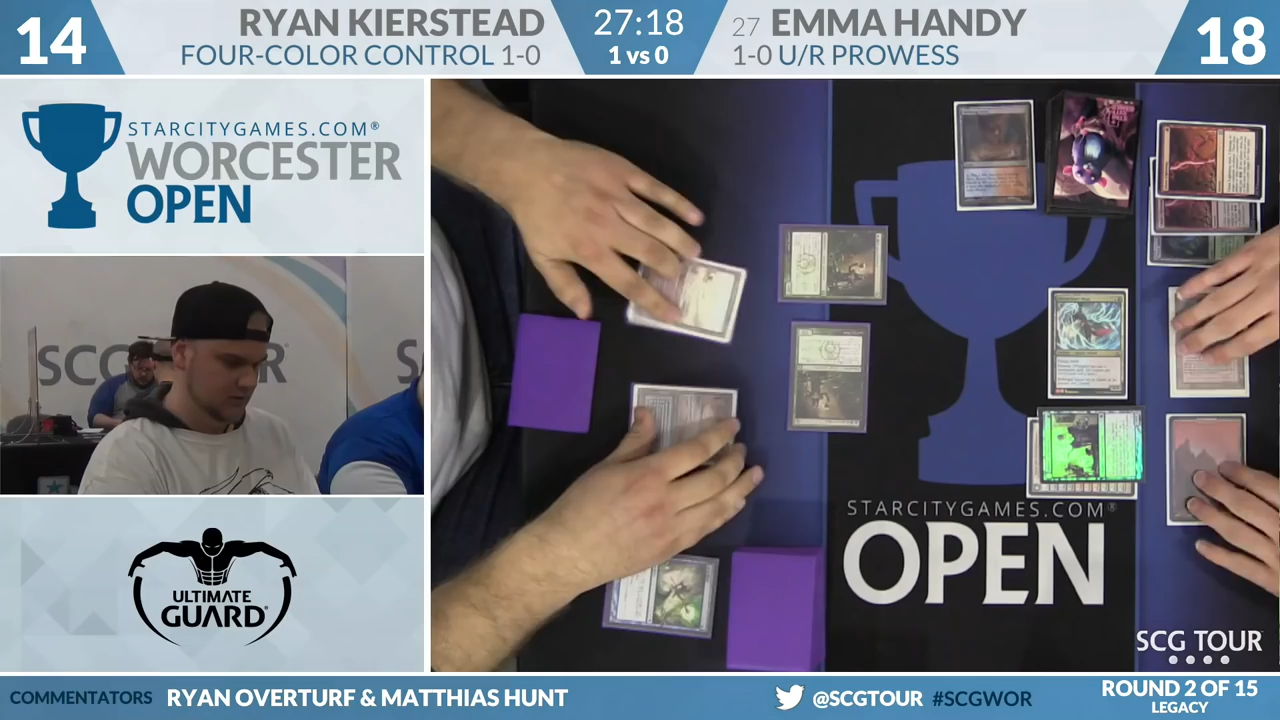 14
RYAN KIERSTEAD
FOUR-COLOR CONTROL 1-0
27:18
1 vs 0
27 EMMA HANDY
1-0 U/R PROWESS
18
STARCITYGAMES.COM®
WORCESTER
OPEN
SCG
ULTIMATE
GUARD®
STARCITYGAMES.COM®
OPEN
SCG TOUR
COMMENTATORS RYAN OVERTURF & MATTHIAS HUNT
@SCGTOUR #SCGWOR
ROUND 2 OF 15
LEGACY